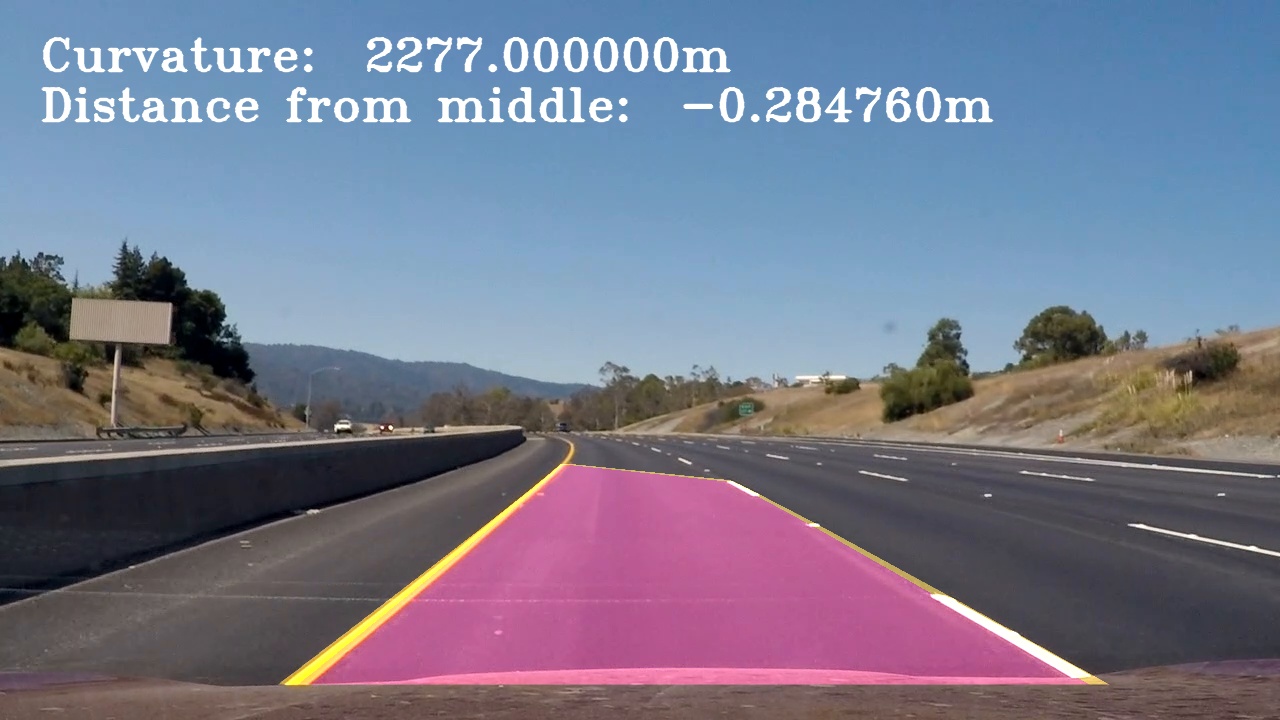 Curvature:  2277.000000m
Distance from middle:  −0.284760m